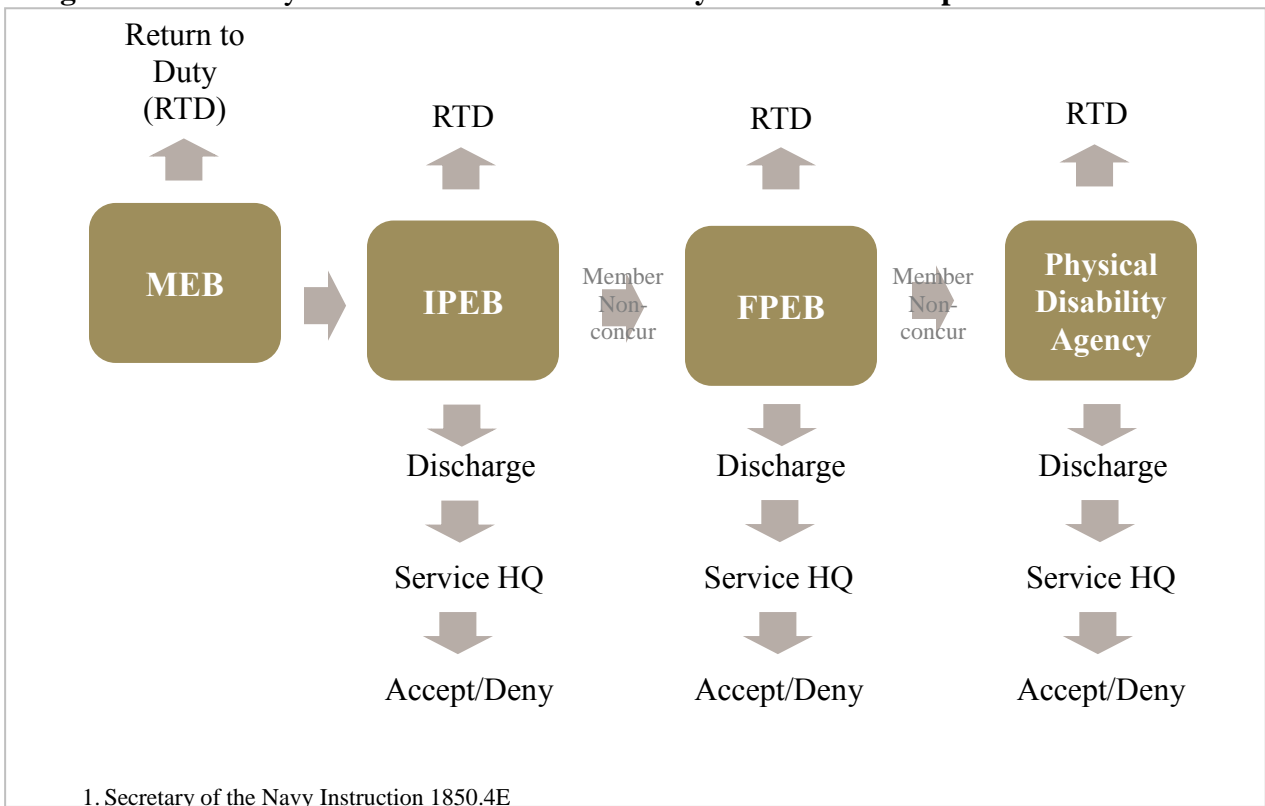 Return to
Duty
(RTD)
RTD
RTD
RTD
MEB
IPEB
Member
Non-
concur
FPEB
Member
Non-
concur
Physical
Disability
Agency
Discharge
Discharge
Discharge
Service HQ
Service HQ
Service HQ
Accept/Deny
Accept/Deny
Accept/Deny
1. Secretary of the Navy Instruction 1850.4E